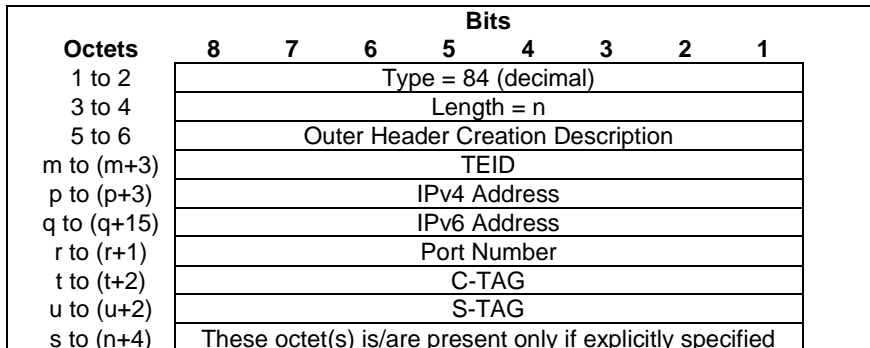 Bits
Octets 8 7 6 5 4 3 2 1
1 to 2 Type = 84 (decimal)
3 to 4 Length = n
5 to 6 Outer Header Creation Description
m to (m+3) TEID
p to (p+3) IPv4 Address
q to (q+15) IPv6 Address
r to (r+1) Port Number
t to (t+2) C-TAG
u to (u+2) S-TAG
s to (n+4) These octet(s) is/are present only if explicitly specified